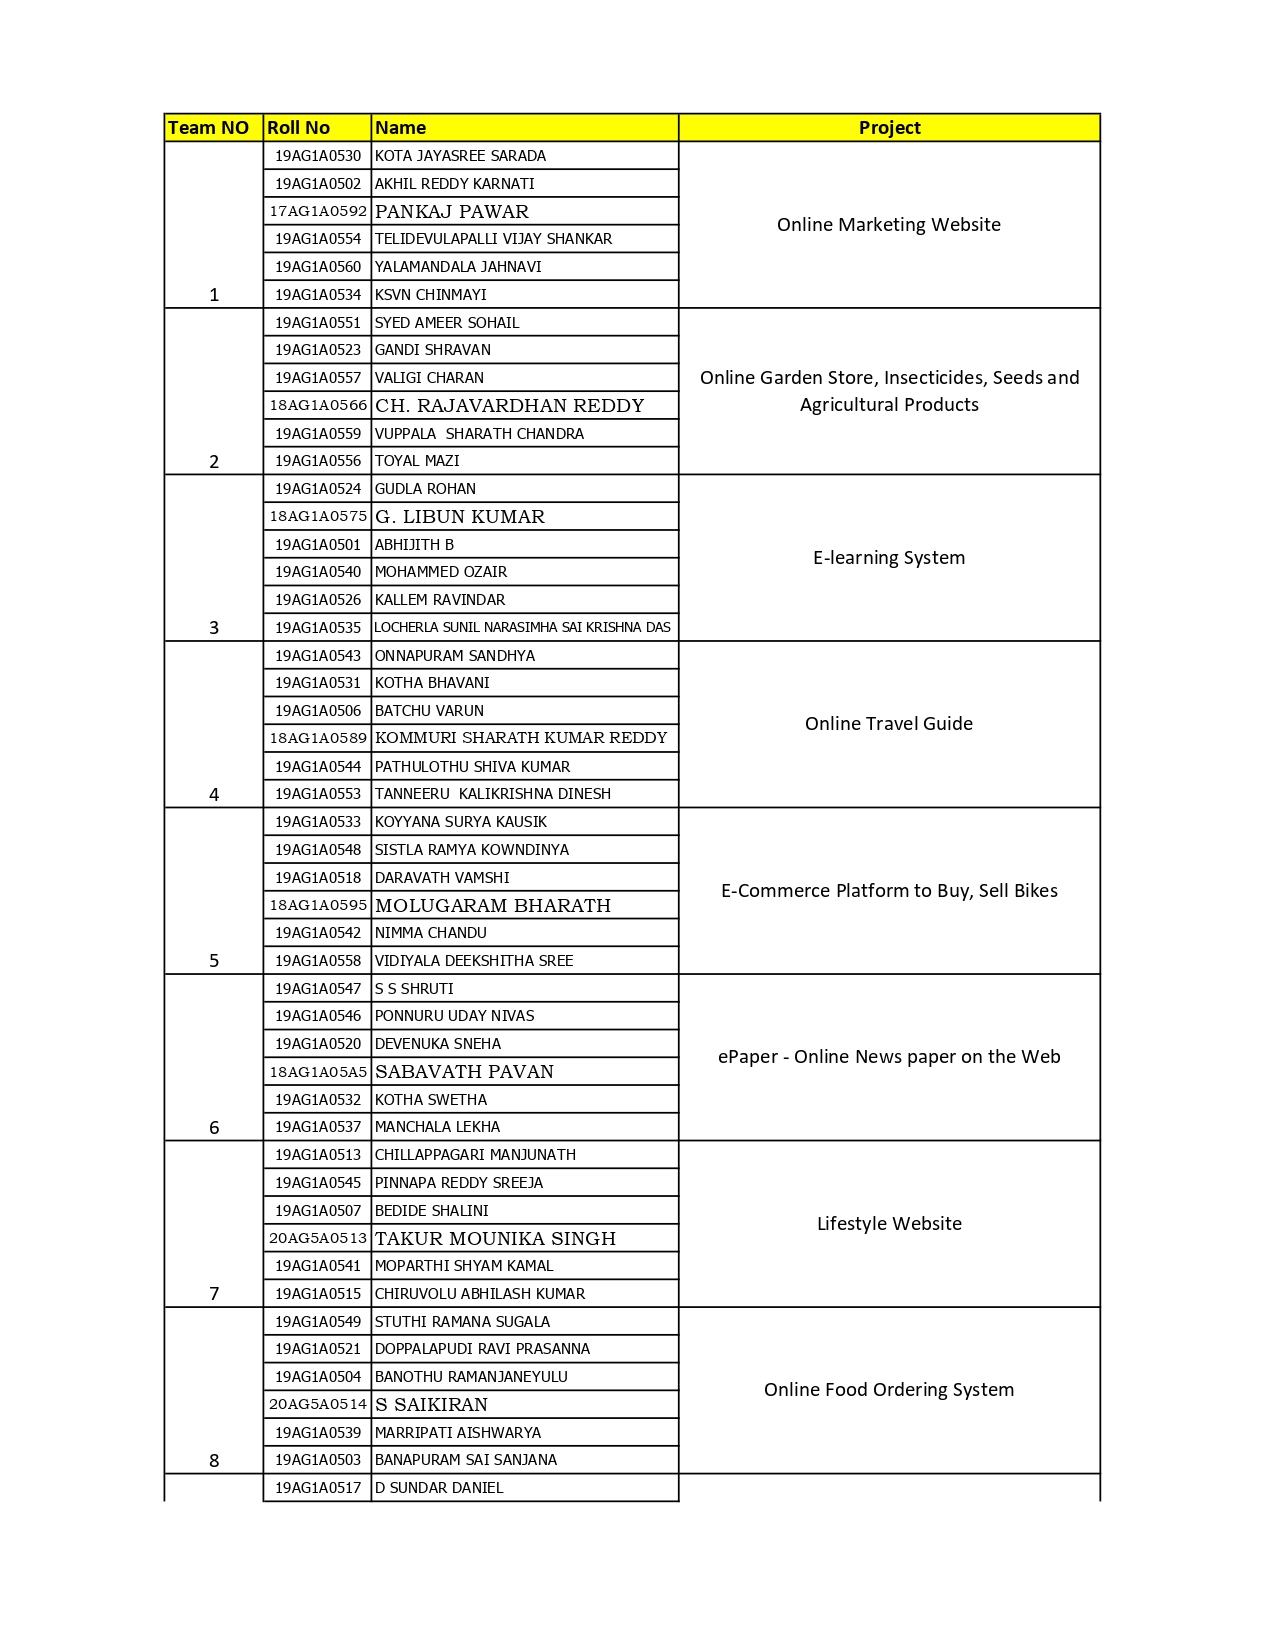 Team NO Roll No Name Project
19AG1A0530 KOTA JAYASREE SARADA
19AG1A0502 AKHIL REDDY KARNATI
17AG1A0592 PANKAJ PAWAR
Online Marketing Website
19AG1A0554 TELIDEVULAPALLI VIJAY SHANKAR
19AG1A0560 YALAMANDALA JAHNAVI
1 19AG1A0534 KSVN CHINMAYI
19AG1A0551 SYED AMEER SOHAIL
19AG1A0523 GANDI SHRAVAN
19AG1A0557 VALIGI CHARAN
Online Garden Store, Insecticides, Seeds and
18AG1A0566 CH. RAJAVARDHAN REDDY
Agricultural Products
19AG1A0559 VUPPALA  SHARATH CHANDRA
2 19AG1A0556 TOYAL MAZI
19AG1A0524 GUDLA ROHAN
18AG1A0575 G. LIBUN KUMAR
19AG1A0501 ABHIJITH B
E-learning System
19AG1A0540 MOHAMMED OZAIR
19AG1A0526 KALLEM RAVINDAR
3 19AG1A0535 LOCHERLA SUNIL NARASIMHA SAI KRISHNA DAS
19AG1A0543 ONNAPURAM SANDHYA
19AG1A0531 KOTHA BHAVANI
19AG1A0506 BATCHU VARUN
Online Travel Guide
18AG1A0589 KOMMURI SHARATH KUMAR REDDY
19AG1A0544 PATHULOTHU SHIVA KUMAR
4 19AG1A0553 TANNEERU  KALIKRISHNA DINESH
19AG1A0533 KOYYANA SURYA KAUSIK
19AG1A0548 SISTLA RAMYA KOWNDINYA
19AG1A0518 DARAVATH VAMSHI
E-Commerce Platform to Buy, Sell Bikes
18AG1A0595 MOLUGARAM BHARATH
19AG1A0542 NIMMA CHANDU
5 19AG1A0558 VIDIYALA DEEKSHITHA SREE
19AG1A0547 S S SHRUTI
19AG1A0546 PONNURU UDAY NIVAS
19AG1A0520 DEVENUKA SNEHA
ePaper - Online News paper on the Web
18AG1A05A5 SABAVATH PAVAN
19AG1A0532 KOTHA SWETHA
6 19AG1A0537 MANCHALA LEKHA
19AG1A0513 CHILLAPPAGARI MANJUNATH
19AG1A0545 PINNAPA REDDY SREEJA
19AG1A0507 BEDIDE SHALINI
Lifestyle Website
20AG5A0513 TAKUR MOUNIKA SINGH
19AG1A0541 MOPARTHI SHYAM KAMAL
7 19AG1A0515 CHIRUVOLU ABHILASH KUMAR
19AG1A0549 STUTHI RAMANA SUGALA
19AG1A0521 DOPPALAPUDI RAVI PRASANNA
19AG1A0504 BANOTHU RAMANJANEYULU
Online Food Ordering System
20AG5A0514 S SAIKIRAN
19AG1A0539 MARRIPATI AISHWARYA
8 19AG1A0503 BANAPURAM SAI SANJANA
19AG1A0517 D SUNDAR DANIEL